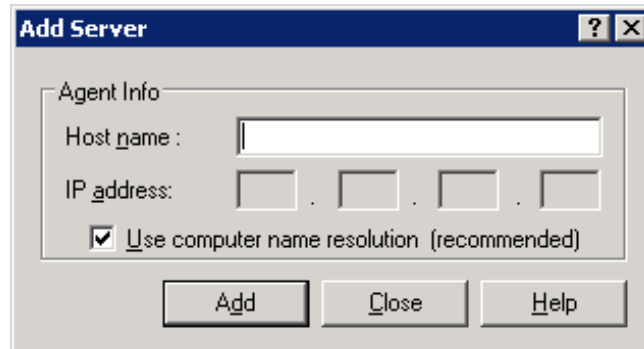 Add Server
Agent Info
Host name :
IP address:
. . .
Use computer name resolution (recommended)
Add Close Help